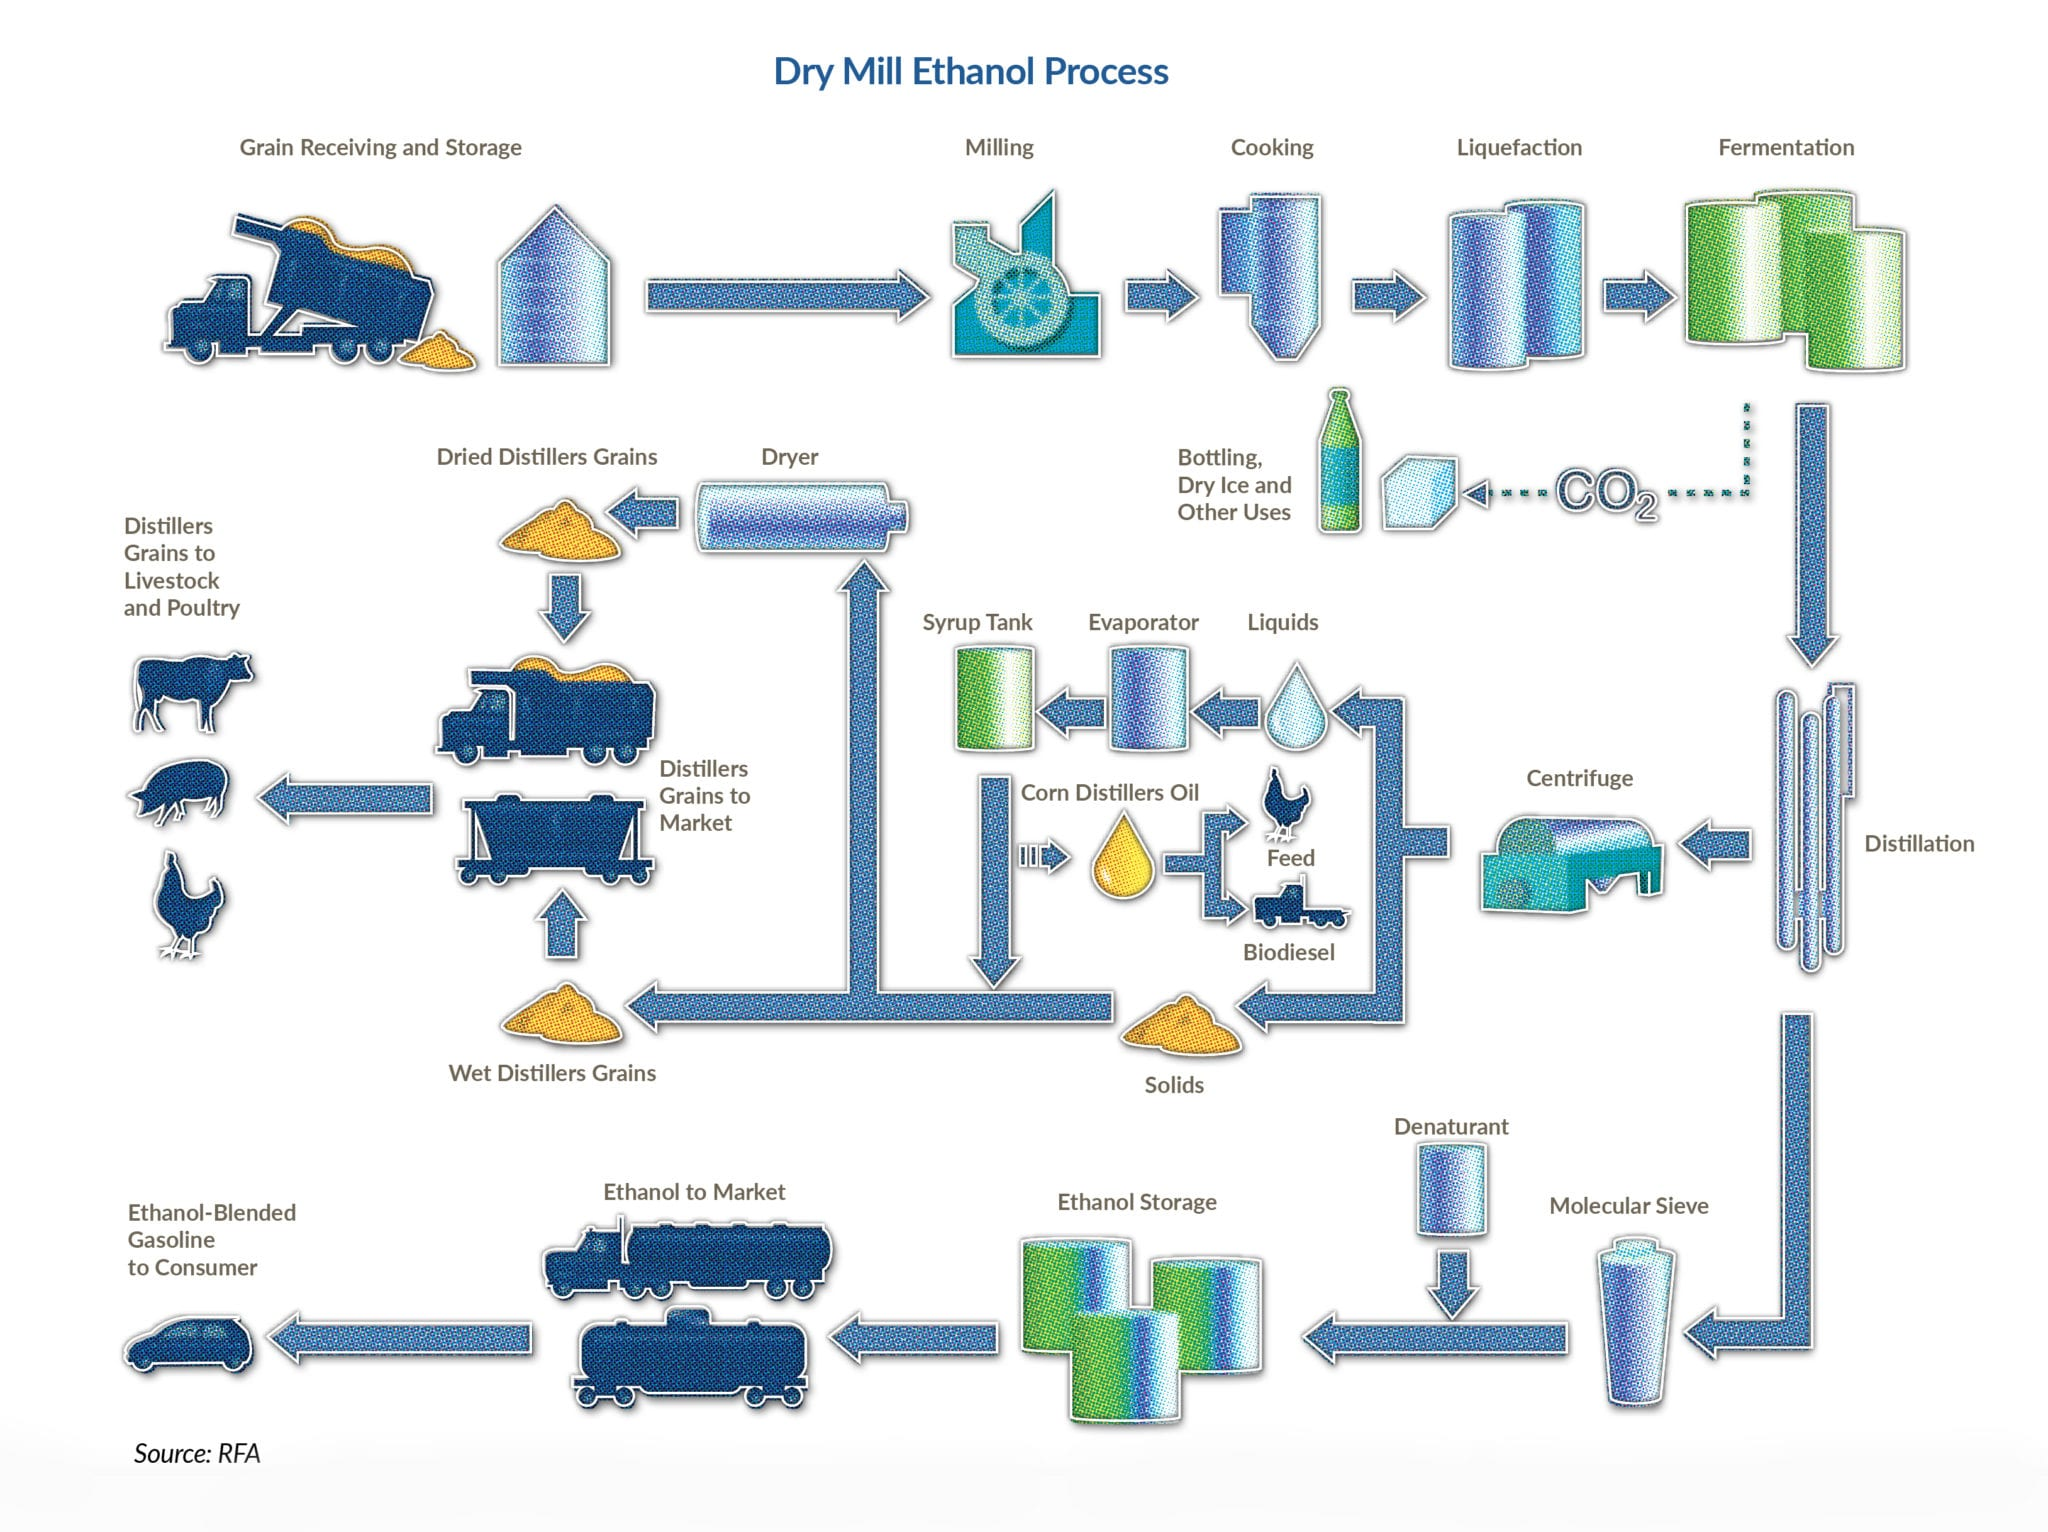 Dry Mill Ethanol Process
Grain Receiving and Storage
Milling
Cooking
Liquefaction
Fermentation
Bottling,
Dry Ice and
Other Uses
CO2
Dried Distillers Grains
Dryer
Distillers
Grains to
Livestock
and Poultry
Syrup Tank
Evaporator
Liquids
Distillers
Grains to
Market
Corn Distillers Oil
Feed
Biodiesel
Centrifuge
Distillation
Wet Distillers Grains
Solids
Denaturant
Molecular Sieve
Ethanol Storage
Ethanol to Market
Ethanol-Blended
Gasoline
to Consumer
Source: RFA